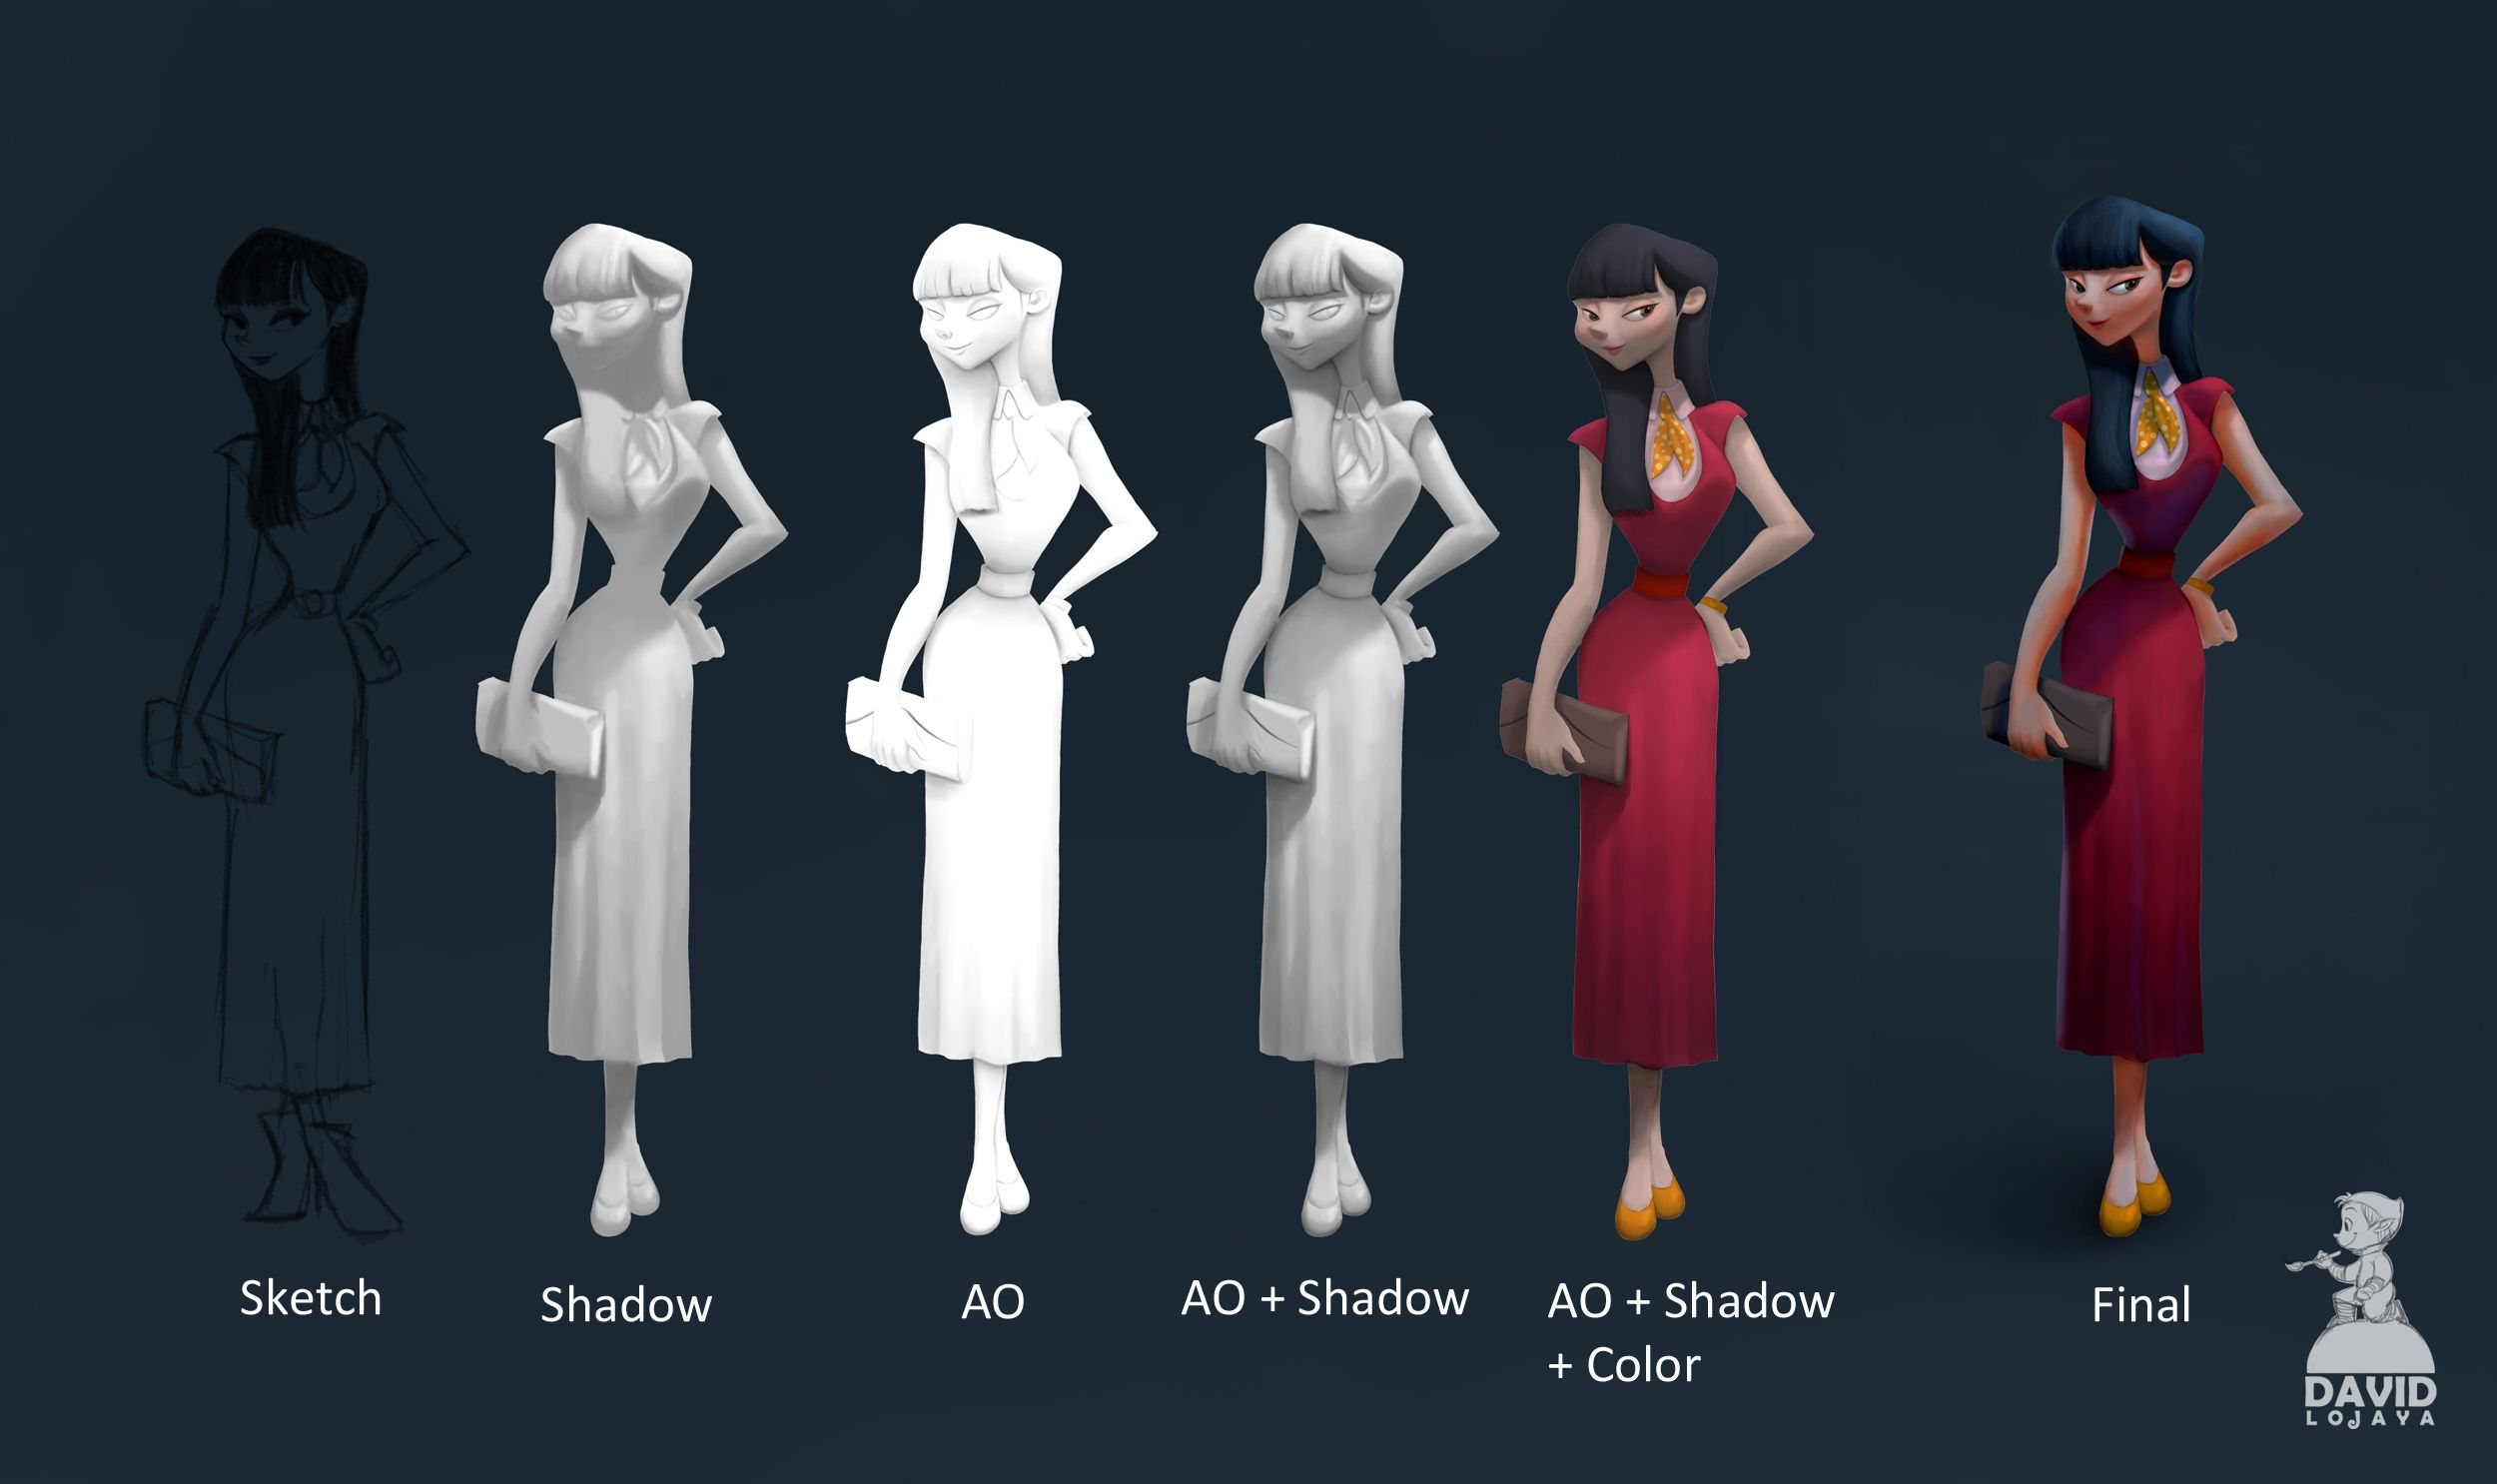 Sketch
Shadow
AO
AO + Shadow
AO + Shadow
+ Color
Final
DAVID
LOJAYA